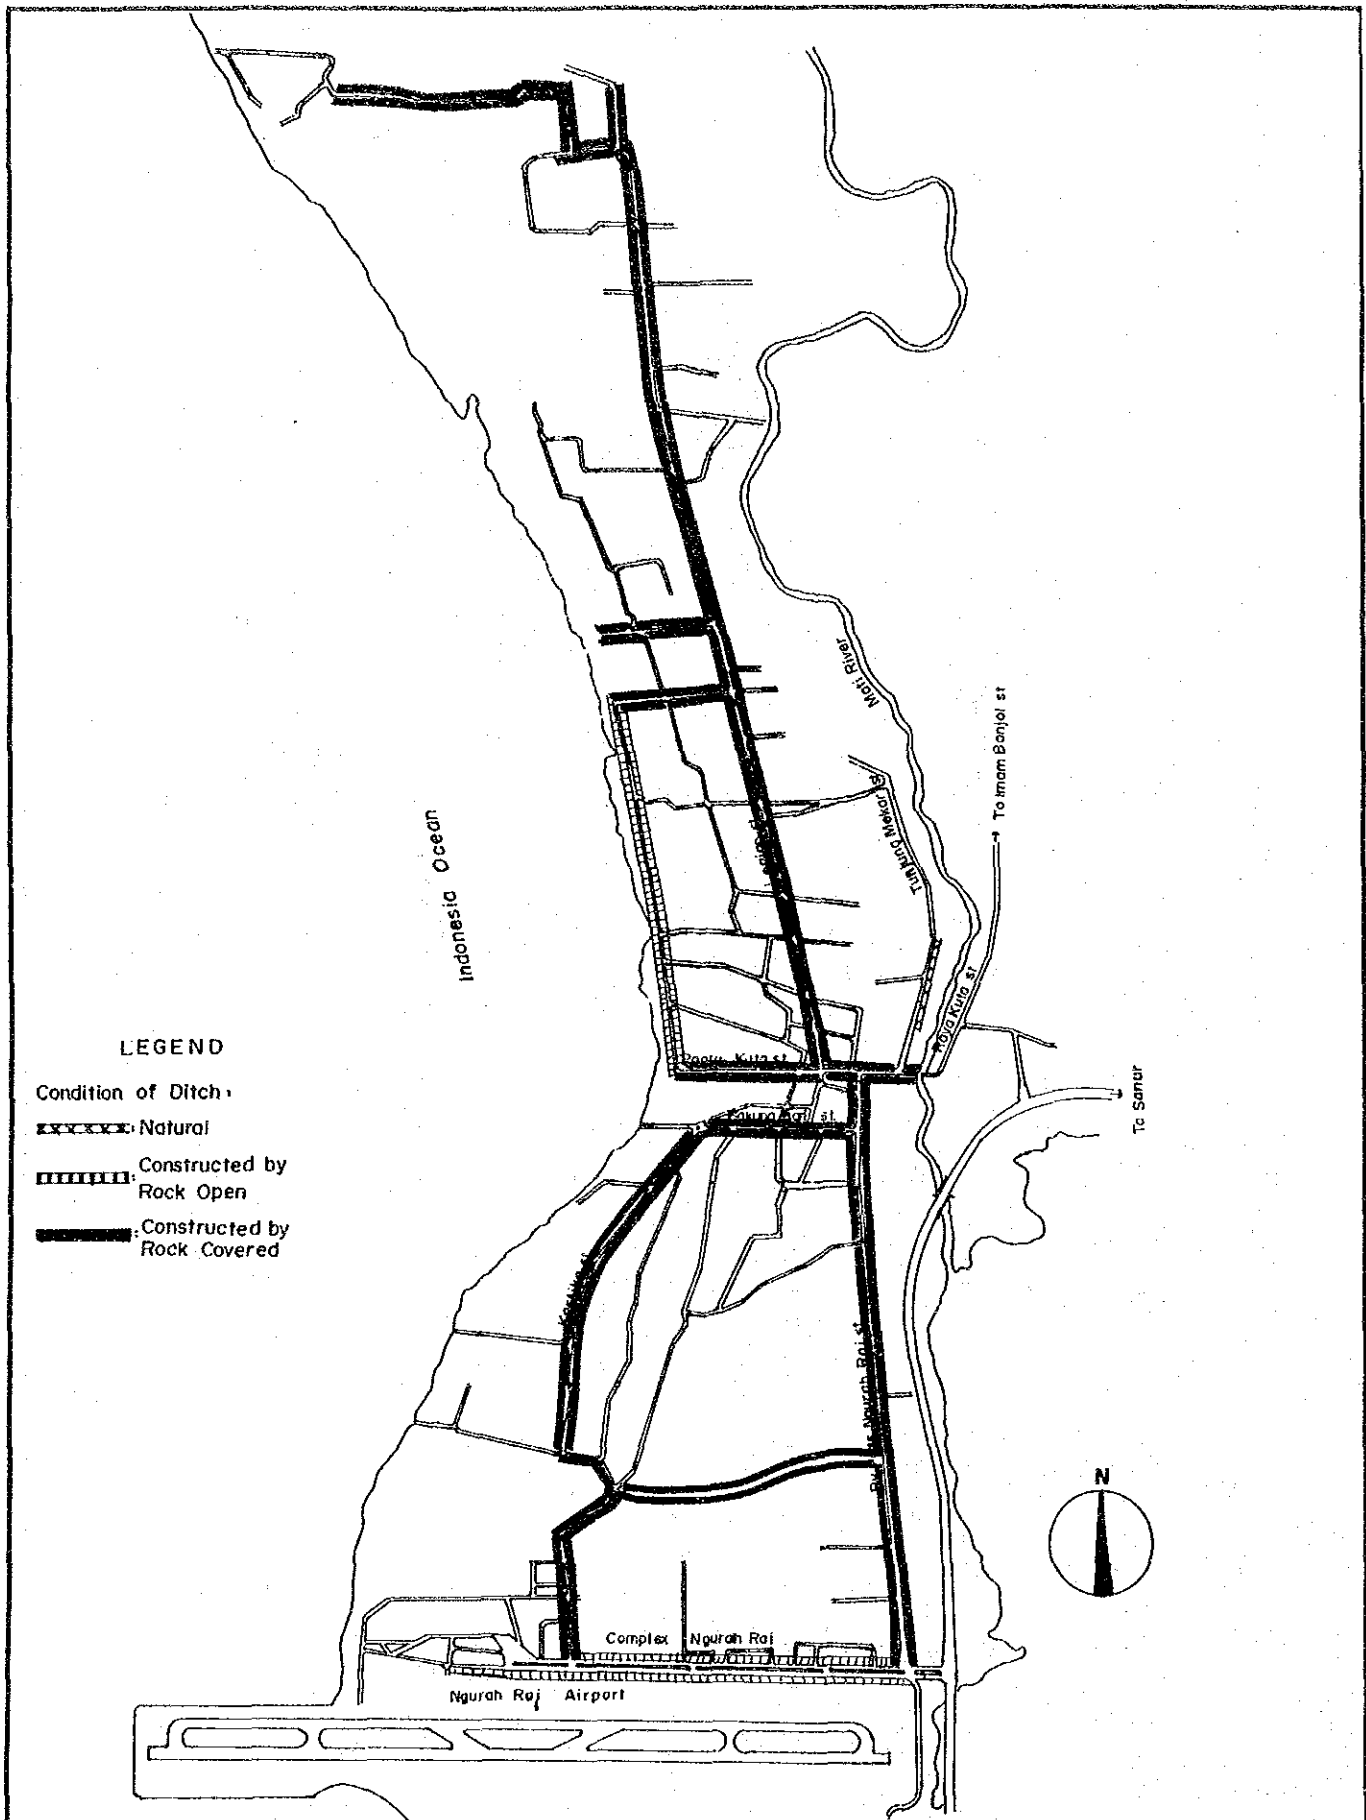 Mati River
To Imam Bonjol st
Tunjung Mekar st
Indonesia Ocean
Raya Kuta st
Kuta st
To Sanur
LEGEND
Condition of Ditch :
: Natural
: Constructed by
Rock Open
: Constructed by
Rock Covered
st
Ngurah Rai st
N
Complex Ngurah Rai
Ngurah Rai Airport